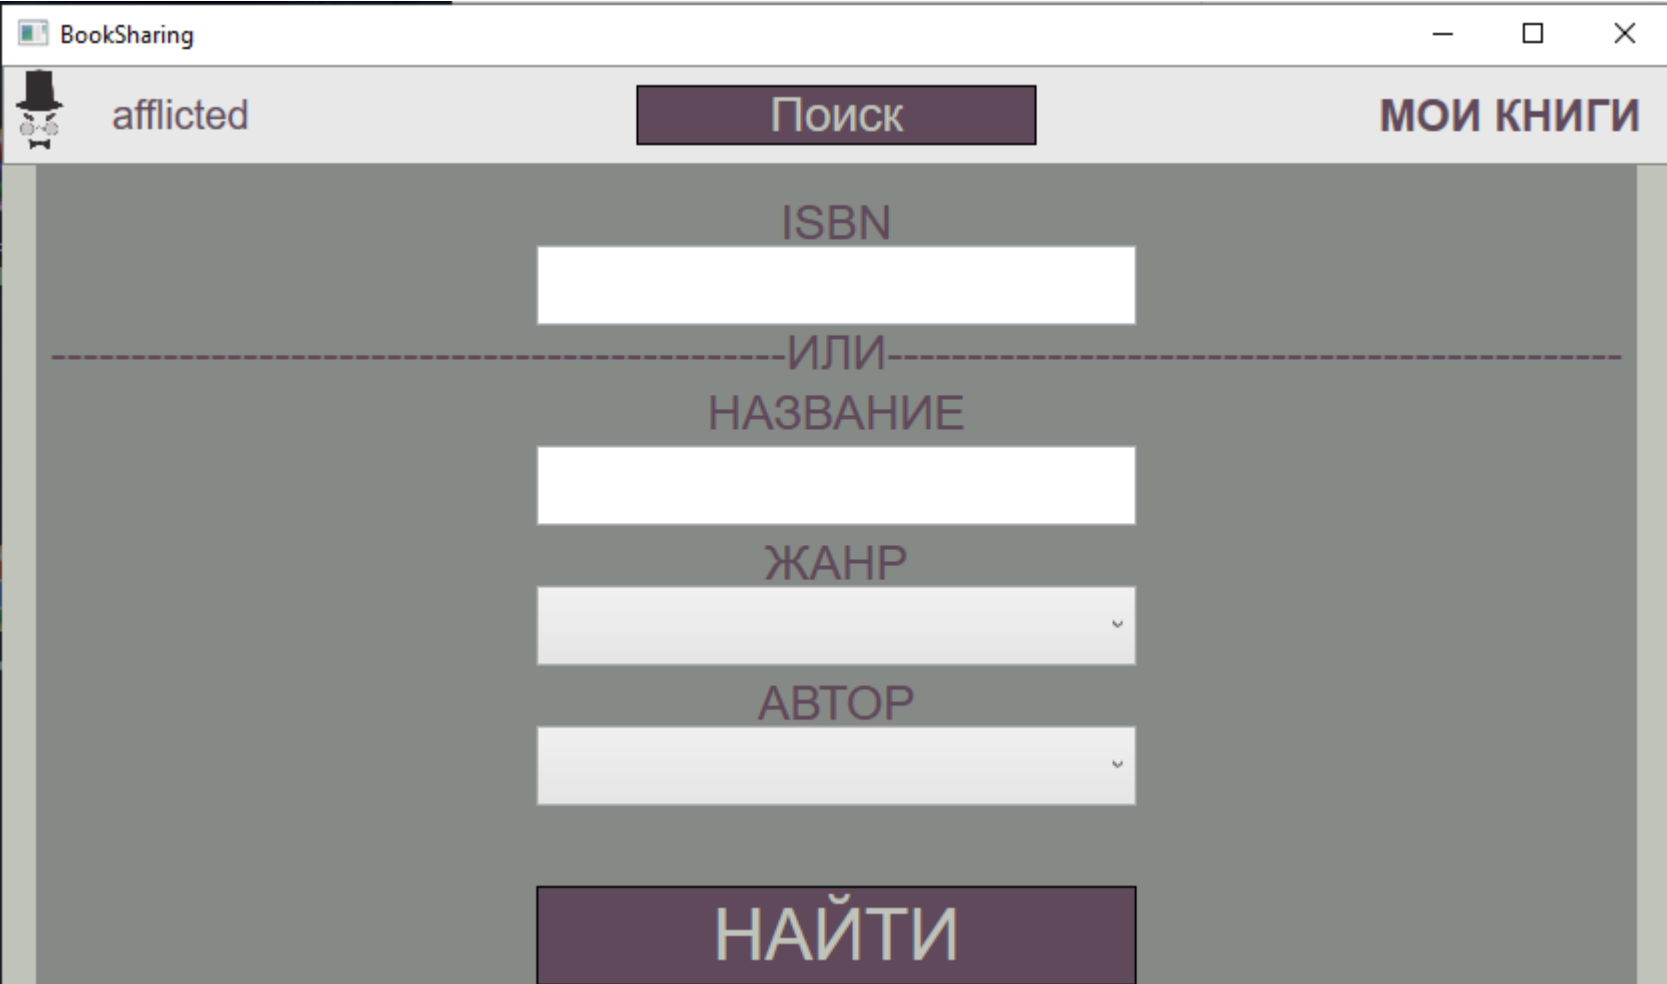 BookSharing
afflicted
Поиск
МОИ КНИГИ
ISBN
----------------------------------------------ИЛИ----------------------------------------------
НАЗВАНИЕ
ЖАНР
АВТОР
НАЙТИ